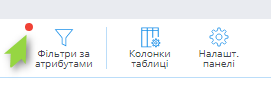 Фільтри за
атрибутами
Колонки
таблиці
Налашт.
панелі